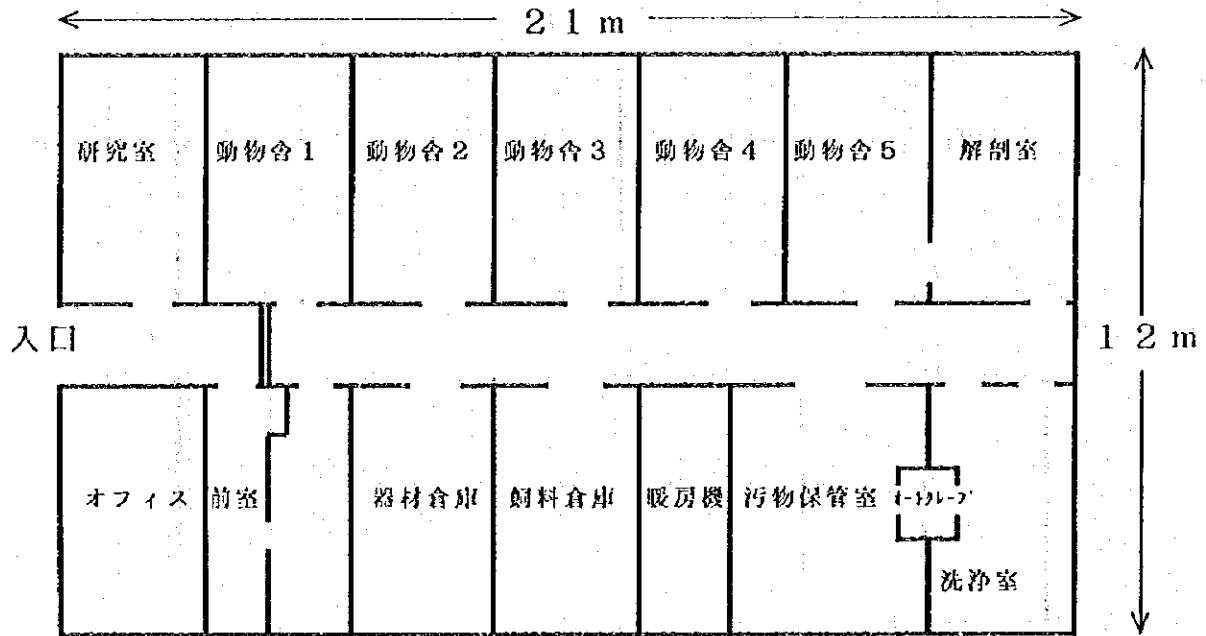 21m
研究室
動物舎1
動物舎2
動物舎3
動物舎4
動物舎5
解剖室
入口
12m
オフィス
前室
器材倉庫
飼料倉庫
暖房機
汚物保管室
オートクレーブ
洗浄室